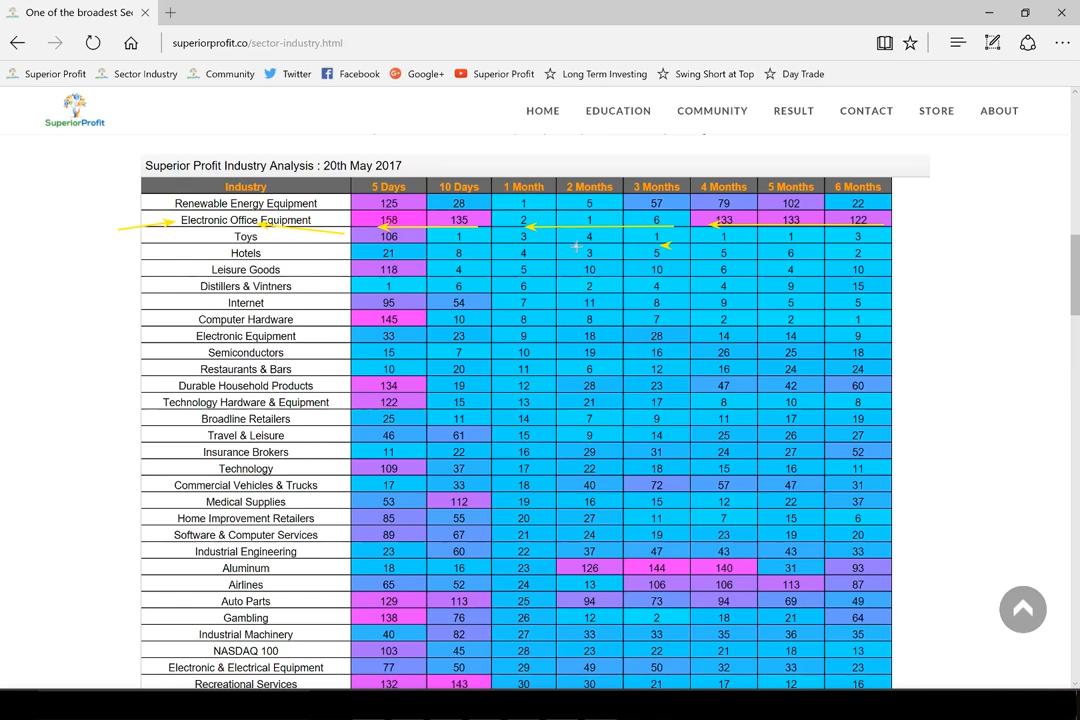 One of the broadest Sec
superiorprofit.co/sector-industry.html
Superior Profit Sector Industry Community Twitter Facebook Google+ Superior Profit Long Term Investing Swing Short at Top Day Trade
SuperiorProfit
HOME EDUCATION COMMUNITY RESULT CONTACT STORE ABOUT
Superior Profit Industry Analysis : 20th May 2017
Industry 5 Days 10 Days 1 Month 2 Months 3 Months 4 Months 5 Months 6 Months
Renewable Energy Equipment 125 28 1 5 57 79 102 22
Electronic Office Equipment 158 135 2 1 6 133 133 122
Toys 106 1 3 4 1 1 1 3
Hotels 21 8 4 3 5 5 6 2
Leisure Goods 118 4 5 10 10 6 4 10
Distillers & Vintners 1 6 6 2 4 4 9 15
Internet 95 54 7 11 8 9 5 5
Computer Hardware 145 10 8 8 7 2 2 1
Electronic Equipment 33 23 9 18 28 14 14 9
Semiconductors 15 7 10 19 16 26 25 18
Restaurants & Bars 10 20 11 6 12 16 24 24
Durable Household Products 134 19 12 28 23 47 42 60
Technology Hardware & Equipment 122 15 13 21 17 8 10 8
Broadline Retailers 25 11 14 7 9 11 17 19
Travel & Leisure 46 61 15 9 14 25 26 27
Insurance Brokers 11 22 16 29 31 24 27 52
Technology 109 37 17 22 18 15 16 11
Commercial Vehicles & Trucks 17 33 18 40 72 57 47 31
Medical Supplies 53 112 19 16 15 12 22 37
Home Improvement Retailers 85 55 20 27 11 7 15 6
Software & Computer Services 89 67 21 24 19 23 19 20
Industrial Engineering 23 60 22 37 47 43 43 33
Aluminum 18 16 23 126 144 140 31 93
Airlines 65 52 24 13 106 106 113 87
Auto Parts 129 113 25 94 73 94 69 49
Gambling 138 76 26 12 2 18 21 64
Industrial Machinery 40 82 27 33 33 35 36 35
NASDAQ 100 103 45 28 23 22 21 18 13
Electronic & Electrical Equipment 77 50 29 49 50 32 33 23
Recreational Services 132 143 30 30 21 17 12 16